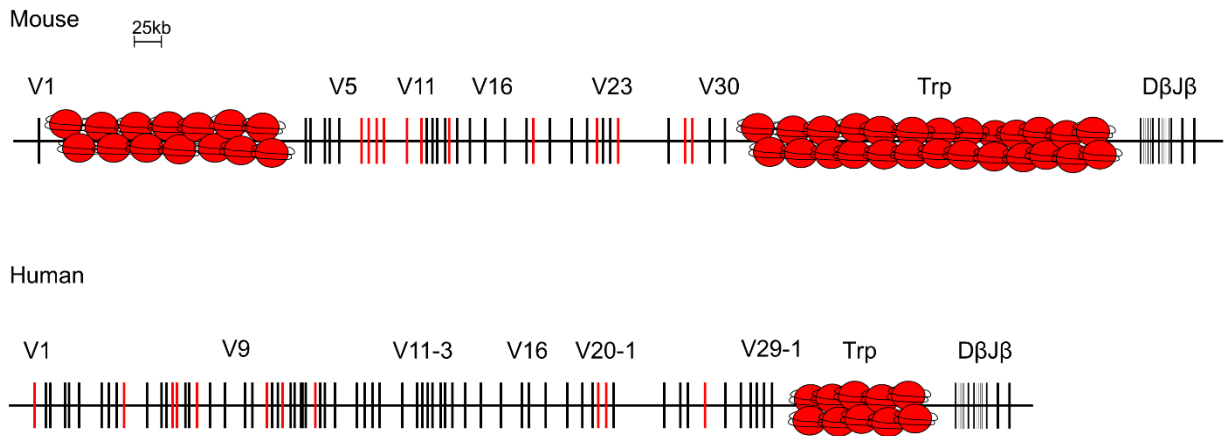 Mouse
25kb
V1 V5 V11 V16 V23 V30 Trp DβJβ
Human
V1 V9 V11-3 V16 V20-1 V29-1 Trp DβJβ